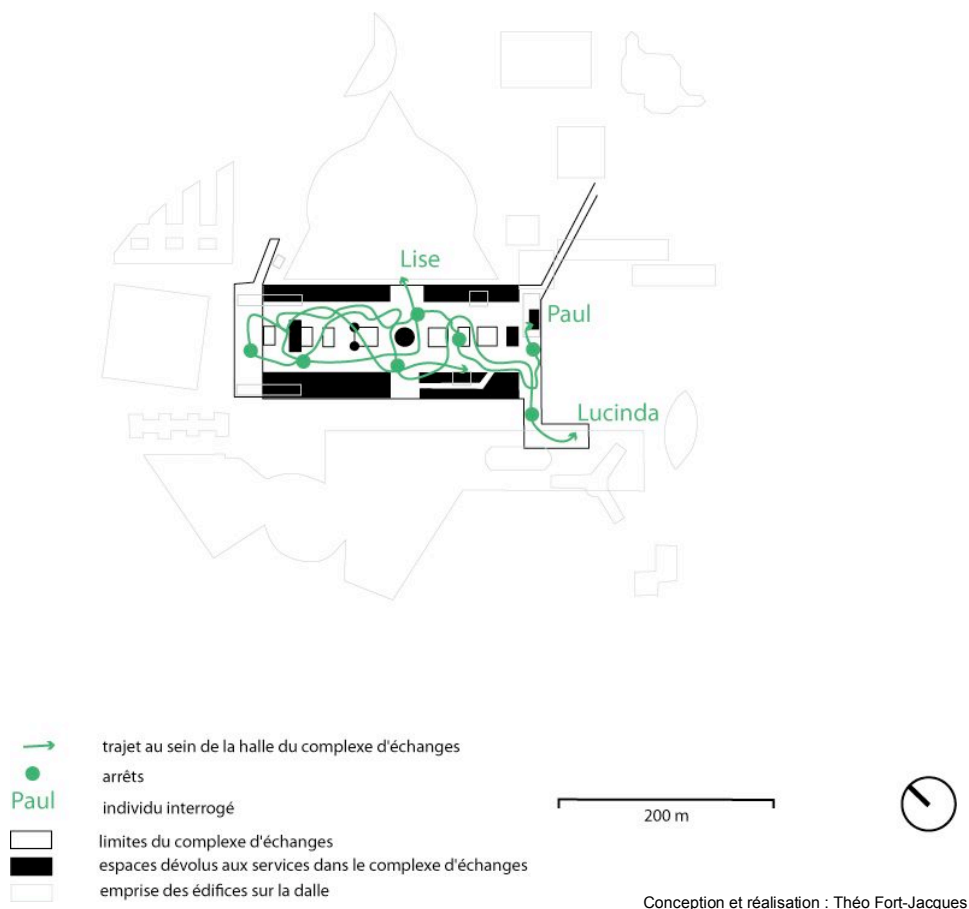 Lise
Paul
Lucinda
trajet au sein de la halle du complexe d'échanges
arrêts
Paul
individu interrogé
limites du complexe d'échanges
espaces dévolus aux services dans le complexe d'échanges
emprise des édifices sur la dalle
200 m
Conception et réalisation : Théo Fort-Jacques